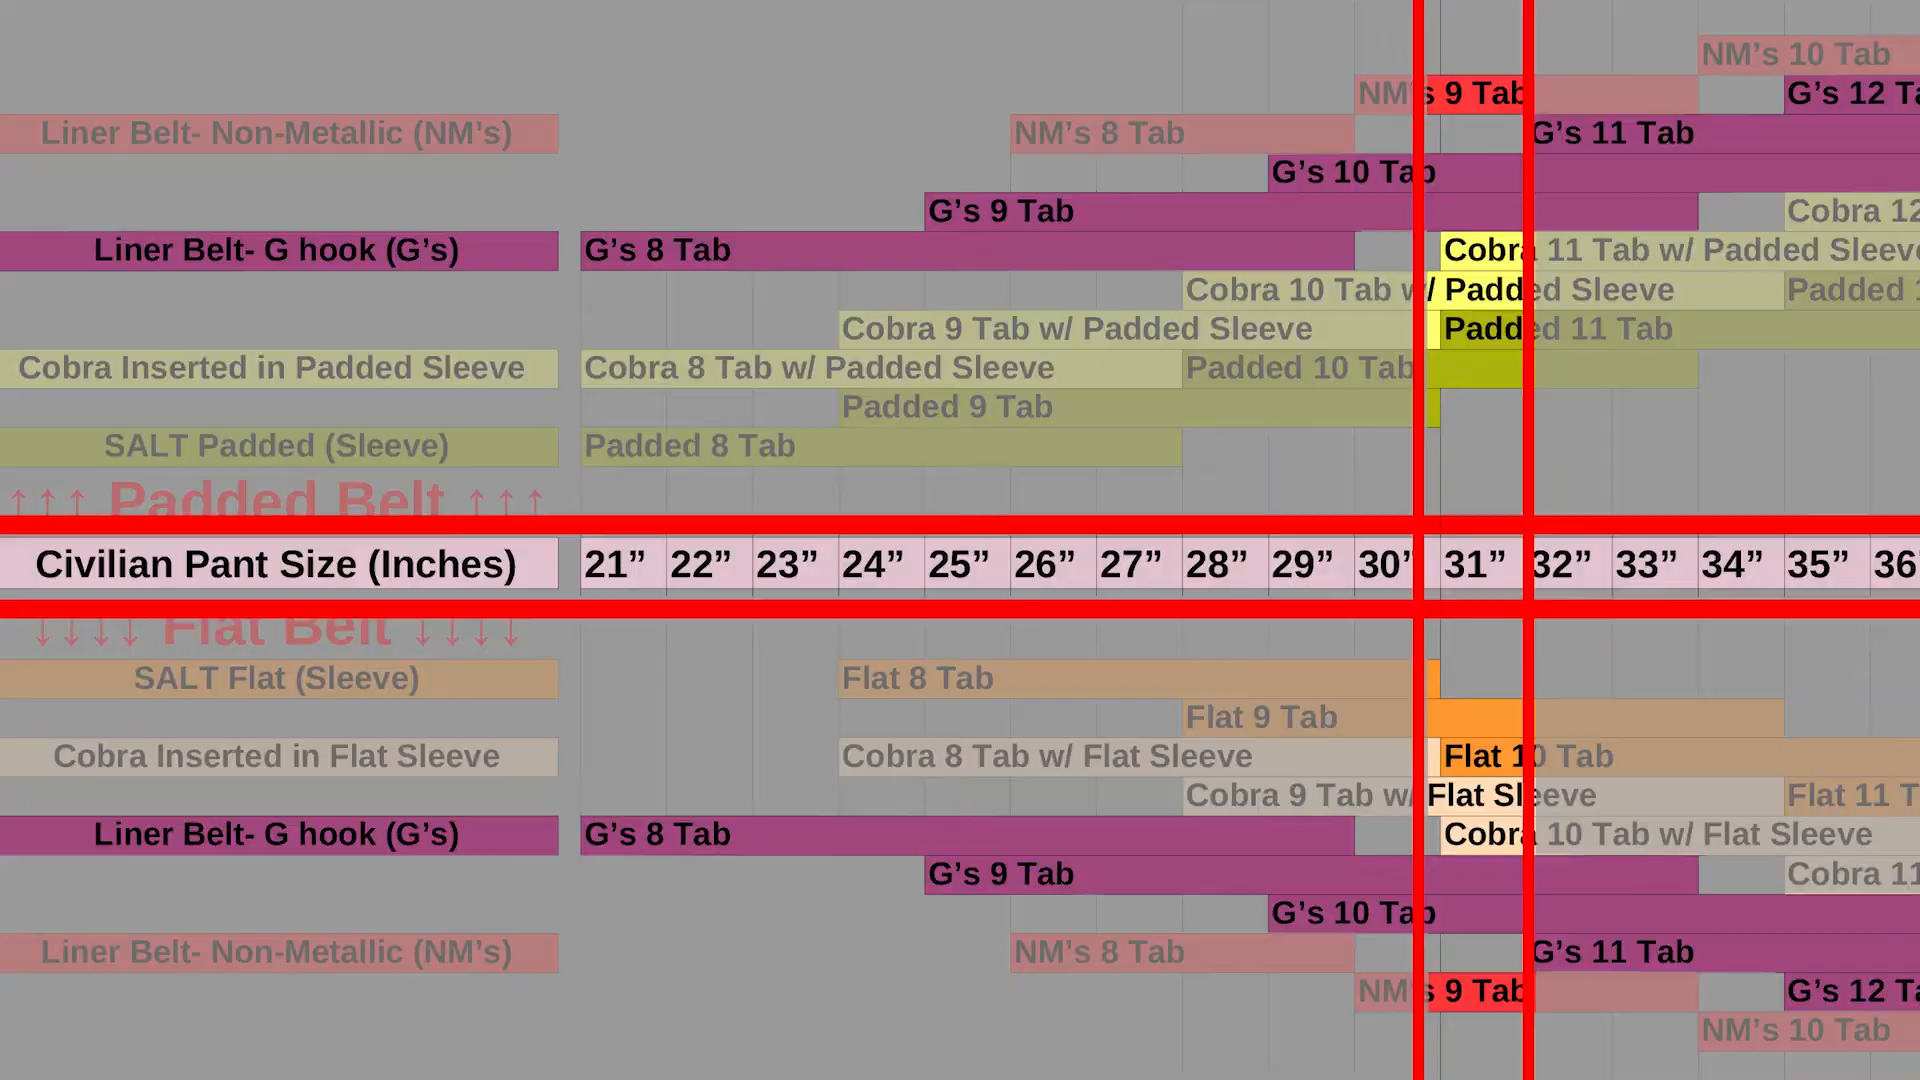 NM’s 10 Tab
NM’s 9 Tab
G’s 12
Liner Belt- Non-Metallic (NM’s)
NM’s 8 Tab
G’s 11 Tab
G’s 10 Tab
G’s 9 Tab
Cobra 12
Liner Belt- G hook (G’s)
G’s 8 Tab
Cobra 11 Tab w/ Padded Sleeve
Cobra 10 Tab w/ Padded Sleeve
Padded
Cobra 9 Tab w/ Padded Sleeve
Padded 11 Tab
Cobra Inserted in Padded Sleeve
Cobra 8 Tab w/ Padded Sleeve
Padded 10 Tab
Padded 9 Tab
SALT Padded (Sleeve)
Padded 8 Tab
↑↑↑ Padded Belt ↑↑↑
Civilian Pant Size (Inches)
21” 22” 23” 24” 25” 26” 27” 28” 29” 30” 31” 32” 33” 34” 35” 36
↓↓↓↓ Flat Belt ↓↓↓↓
SALT Flat (Sleeve)
Flat 8 Tab
Flat 9 Tab
Cobra Inserted in Flat Sleeve
Cobra 8 Tab w/ Flat Sleeve
Flat 10 Tab
Cobra 9 Tab w/ Flat Sleeve
Flat 11
Liner Belt- G hook (G’s)
G’s 8 Tab
Cobra 10 Tab w/ Flat Sleeve
G’s 9 Tab
Cobra 11
G’s 10 Tab
Liner Belt- Non-Metallic (NM’s)
NM’s 8 Tab
G’s 11 Tab
NM’s 9 Tab
G’s 12
NM’s 10 Tab